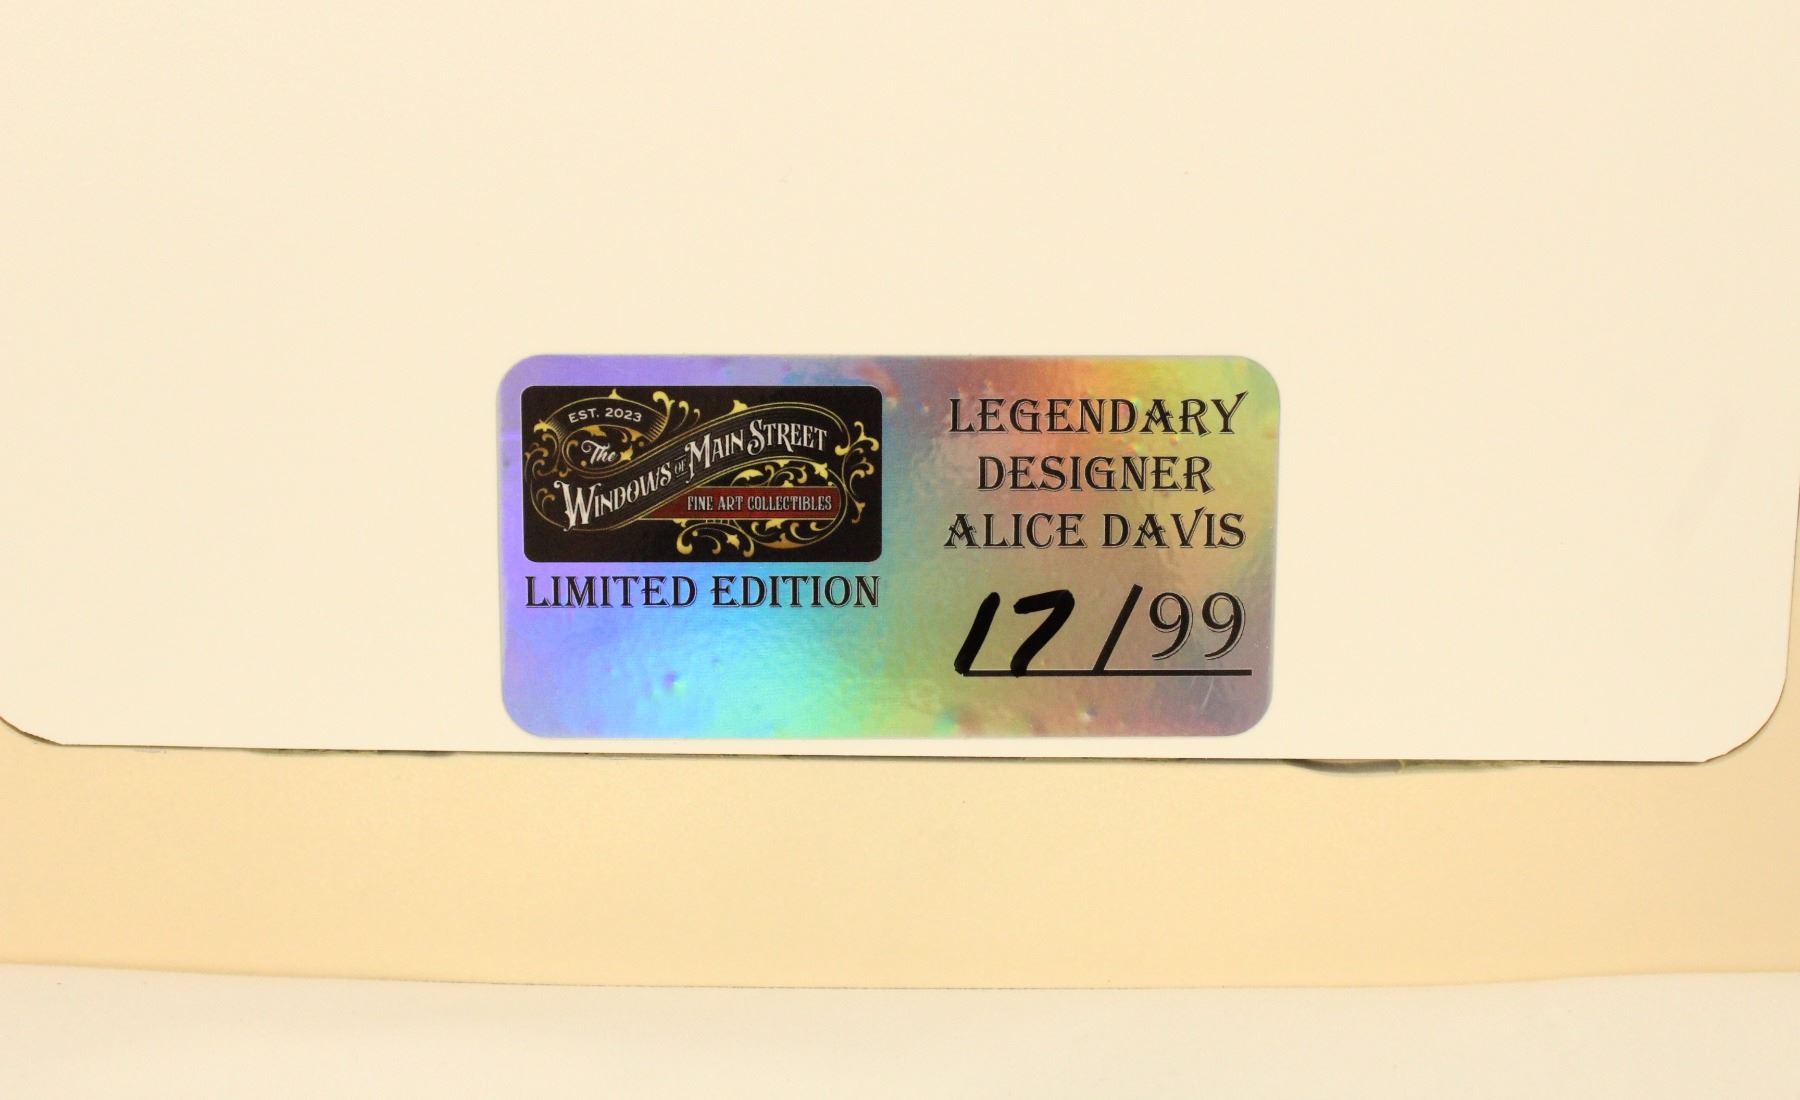 EST. 2023
The
WINDOWS OF MAIN STREET
FINE ART COLLECTIBLES
LIMITED EDITION
LEGENDARY
DESIGNER
ALICE DAVIS
17/99